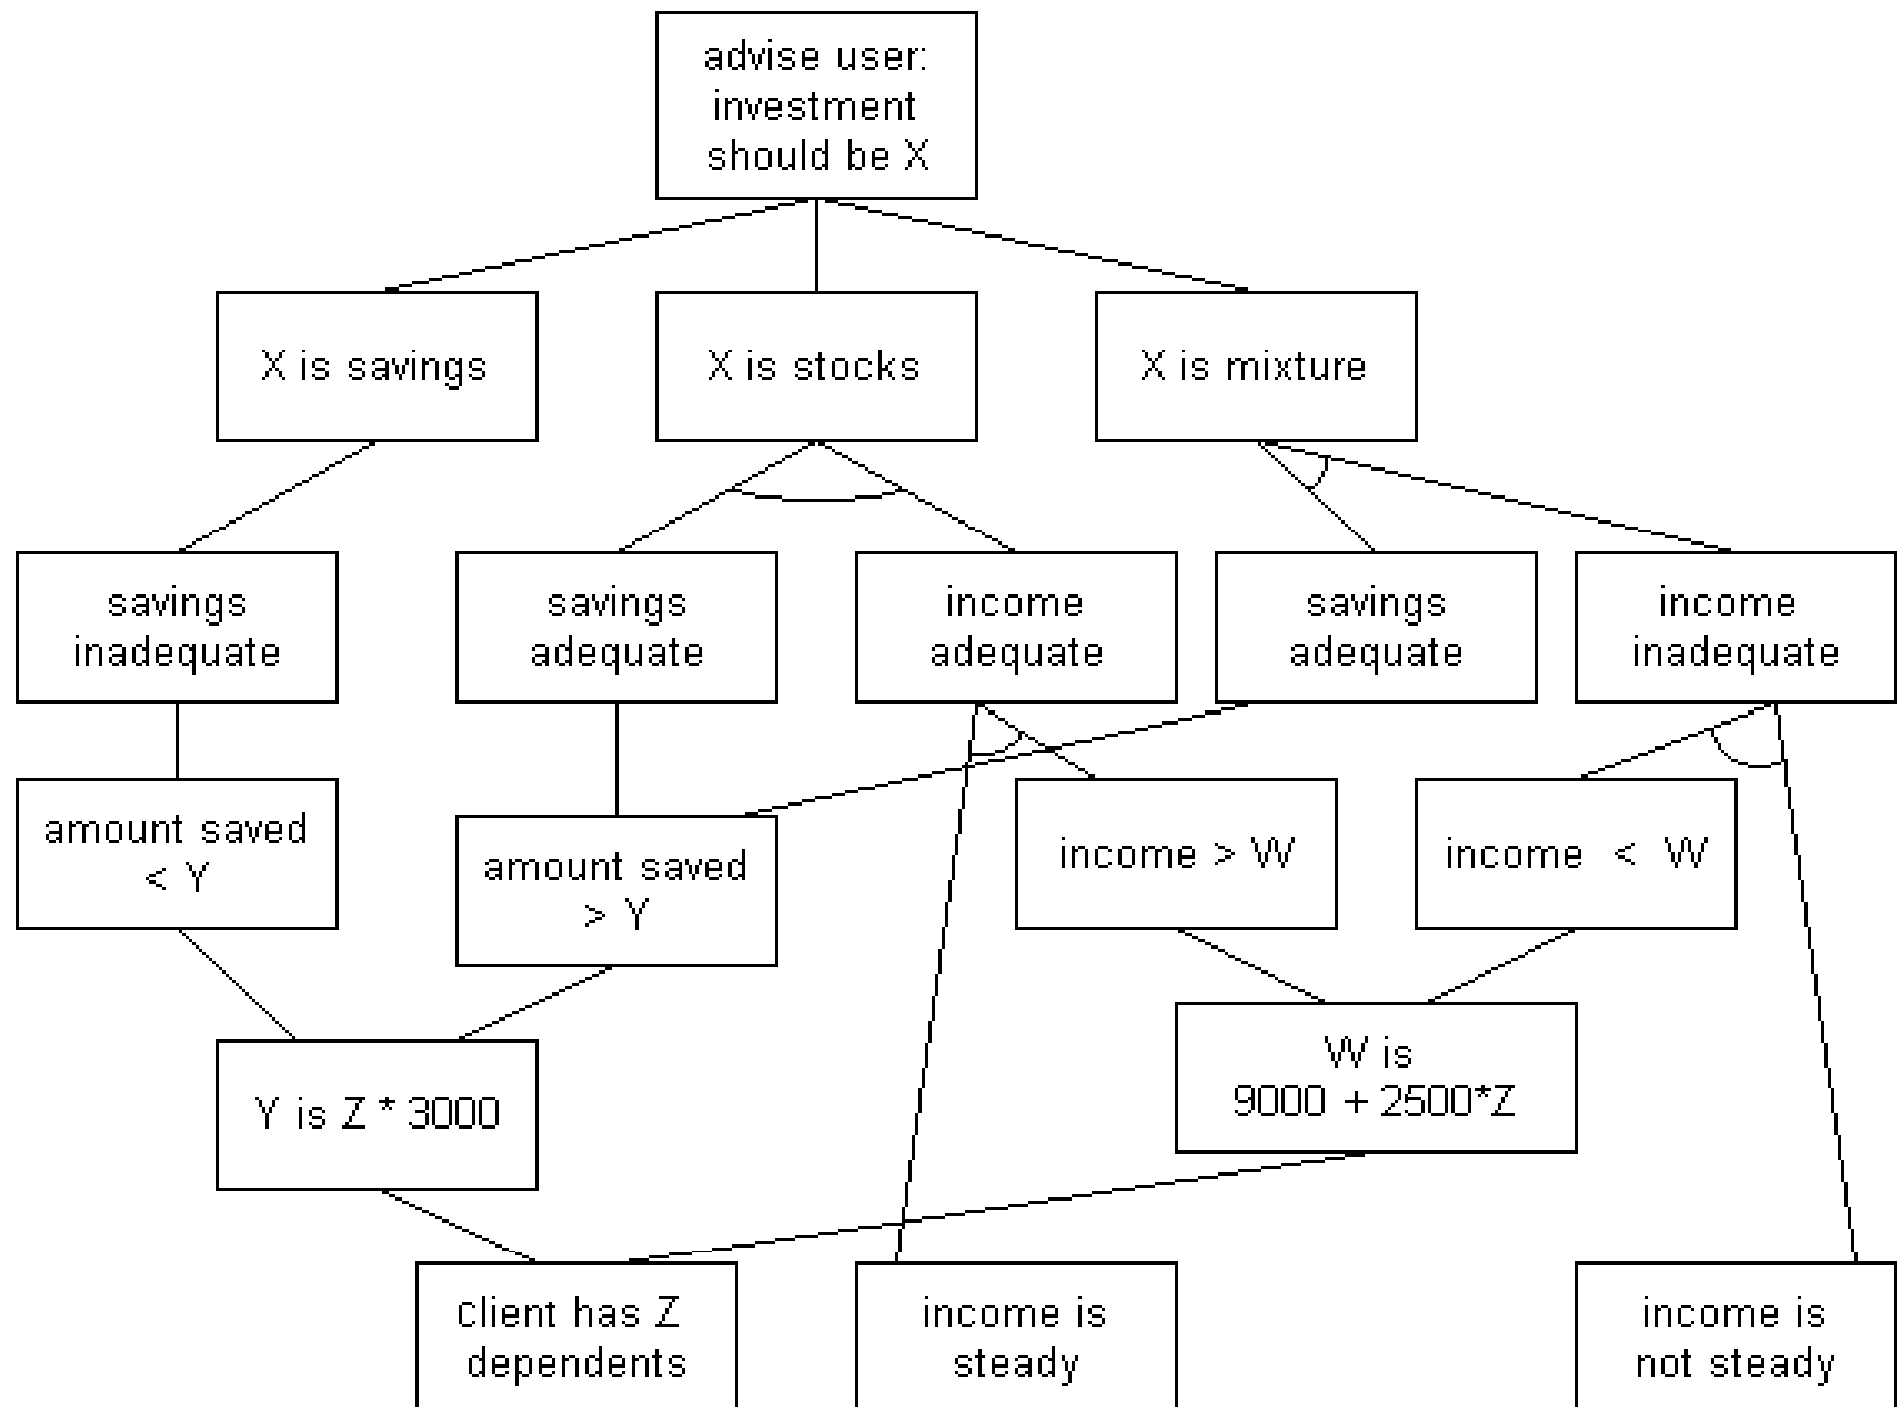 advise user:
investment
should be X
X is savings
X is stocks
X is mixture
savings
inadequate
savings
adequate
income
adequate
savings
adequate
income
inadequate
amount saved
< Y
amount saved
> Y
income > W
income < W
Y is Z * 3000
W is
9000 + 2500*Z
Client has Z
dependents
income is
steady
income is
not steady